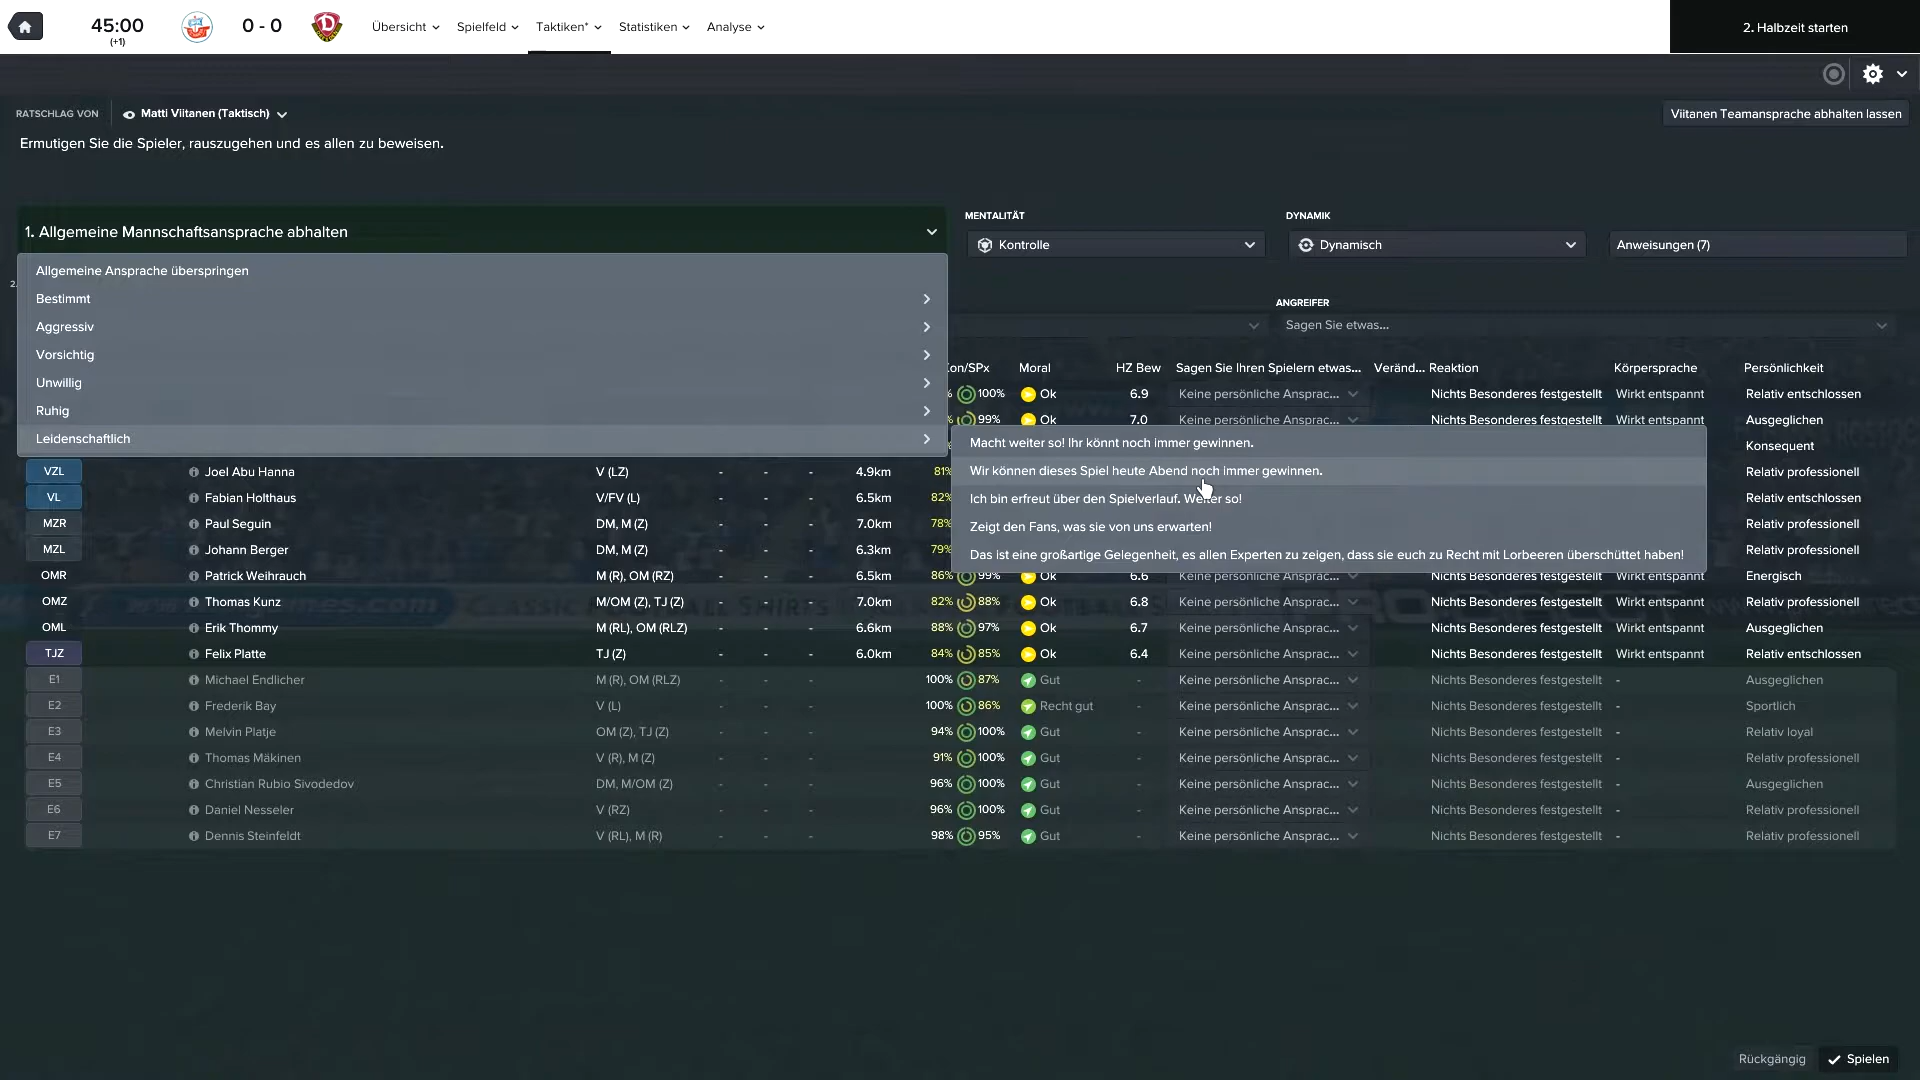 45:00
(+1)
0 - 0
Übersicht
Spielfeld
Taktiken*
Statistiken
Analyse
2. Halbzeit starten
RATSCHLAG VON
Matti Viitanen (Taktisch)
Viitanen Teamansprache abhalten lassen
Ermutigen Sie die Spieler, rauszugehen und es allen zu beweisen.
1. Allgemeine Mannschaftsansprache abhalten
MENTALITÄT
Kontrolle
DYNAMIK
Dynamisch
Anweisungen (7)
Allgemeine Ansprache überspringen
Bestimmt
Aggressiv
Vorsichtig
Unwillig
Ruhig
Leidenschaftlich
2.
ANGREIFER
Sagen Sie etwas...
on/SPx Moral HZ Bew Sagen Sie Ihren Spielern etwas... Veränd... Reaktion Körpersprache Persönlichkeit
% 100% Ok 6.9 Keine persönliche Ansprac... Nichts Besonderes festgestellt Wirkt entspannt Relativ entschlossen
% 99% Ok 7.0 Keine persönliche Ansprac... Nichts Besonderes festgestellt Wirkt entspannt Ausgeglichen
Konsequent
Macht weiter so! Ihr könnt noch immer gewinnen.
Wir können dieses Spiel heute Abend noch immer gewinnen.
Ich bin erfreut über den Spielverlauf. Weiter so!
Zeigt den Fans, was sie von uns erwarten!
Das ist eine großartige Gelegenheit, es allen Experten zu zeigen, dass sie euch zu Recht mit Lorbeeren überschüttet haben!
VZL Joel Abu Hanna V (LZ) - - - 4.9km 81% Relativ professionell
VL Fabian Holthaus V/FV (L) - - - 6.5km 82% Relativ entschlossen
MZR Paul Seguin DM, M (Z) - - - 7.0km 78% Relativ professionell
MZL Johann Berger DM, M (Z) - - - 6.3km 79% Relativ professionell
OMR Patrick Weihrauch M (R), OM (RZ) - - - 6.5km 86% 99% Ok 6.6 Keine persönliche Ansprac... Nichts Besonderes festgestellt Wirkt entspannt Energisch
OMZ Thomas Kunz M/OM (Z), TJ (Z) - - - 7.0km 82% 88% Ok 6.8 Keine persönliche Ansprac... Nichts Besonderes festgestellt Wirkt entspannt Relativ professionell
OML Erik Thommy M (RL), OM (RLZ) - - - 6.6km 88% 97% Ok 6.7 Keine persönliche Ansprac... Nichts Besonderes festgestellt Wirkt entspannt Ausgeglichen
TJZ Felix Platte TJ (Z) - - - 6.0km 84% 85% Ok 6.4 Keine persönliche Ansprac... Nichts Besonderes festgestellt Wirkt entspannt Relativ entschlossen
E1 Michael Endlicher M (R), OM (RLZ) - - - 100% 87% Gut - Keine persönliche Ansprac... Nichts Besonderes festgestellt - Ausgeglichen
E2 Frederik Bay V (L) - - - 100% 86% Recht gut - Keine persönliche Ansprac... Nichts Besonderes festgestellt - Sportlich
E3 Melvin Platje OM (Z), TJ (Z) - - - 94% 100% Gut - Keine persönliche Ansprac... Nichts Besonderes festgestellt - Relativ loyal
E4 Thomas Mäkinen V (R), M (Z) - - - 91% 100% Gut - Keine persönliche Ansprac... Nichts Besonderes festgestellt - Relativ professionell
E5 Christian Rubio Sivodedov DM, M/OM (Z) - - - 96% 100% Gut - Keine persönliche Ansprac... Nichts Besonderes festgestellt - Ausgeglichen
E6 Daniel Nesseler V (RZ) - - - 96% 100% Gut - Keine persönliche Ansprac... Nichts Besonderes festgestellt - Relativ professionell
E7 Dennis Steinfeldt V (RL), M (R) - - - 98% 95% Gut - Keine persönliche Ansprac... Nichts Besonderes festgestellt - Relativ professionell
Rückgängig
Spielen